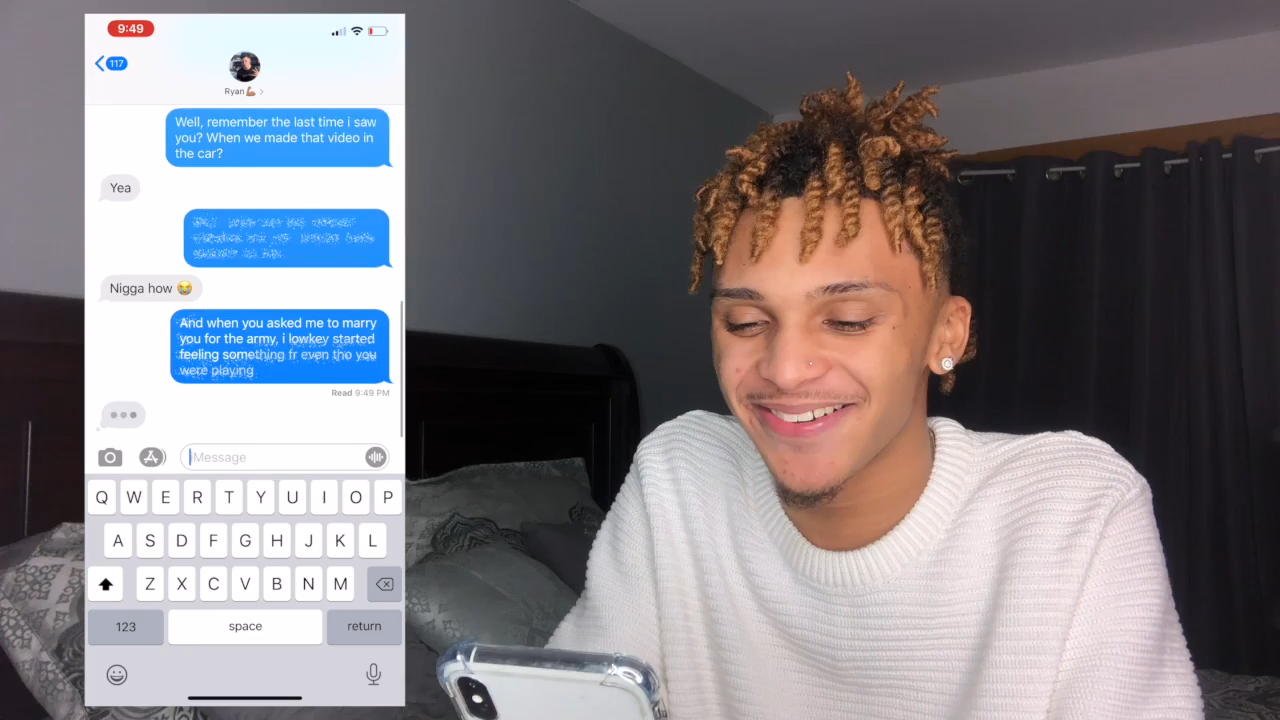 9:49
117
Ryan💪🏽 >
Well, remember the last time i saw
you? When we made that video in
the car?
Yea
Nigga how 😭
And when you asked me to marry
you for the army, i lowkey started
feeling something fr even tho you
were playing
Read 9:49 PM
Message
Q W E R T Y U I O P
A S D F G H J K L
Z X C V B N M
123 space return